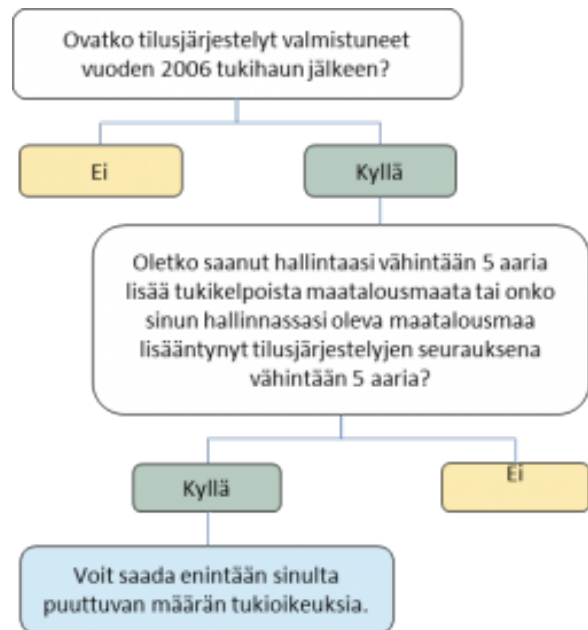 Ovatko tilusjärjestelyt valmistuneet
vuoden 2006 tukihaun jälkeen?
Ei
Kyllä
Oletko saanut hallintaasi vähintään 5 aaria
lisää tukikelpoista maatalousmaata tai onko
sinun hallinnassasi oleva maatalousmaa
lisääntynyt tilusjärjestelyjen seurauksena
vähintään 5 aaria?
Kyllä
Ei
Voit saada enintään sinulta
puuttuvan määrän tukioikeuksia.